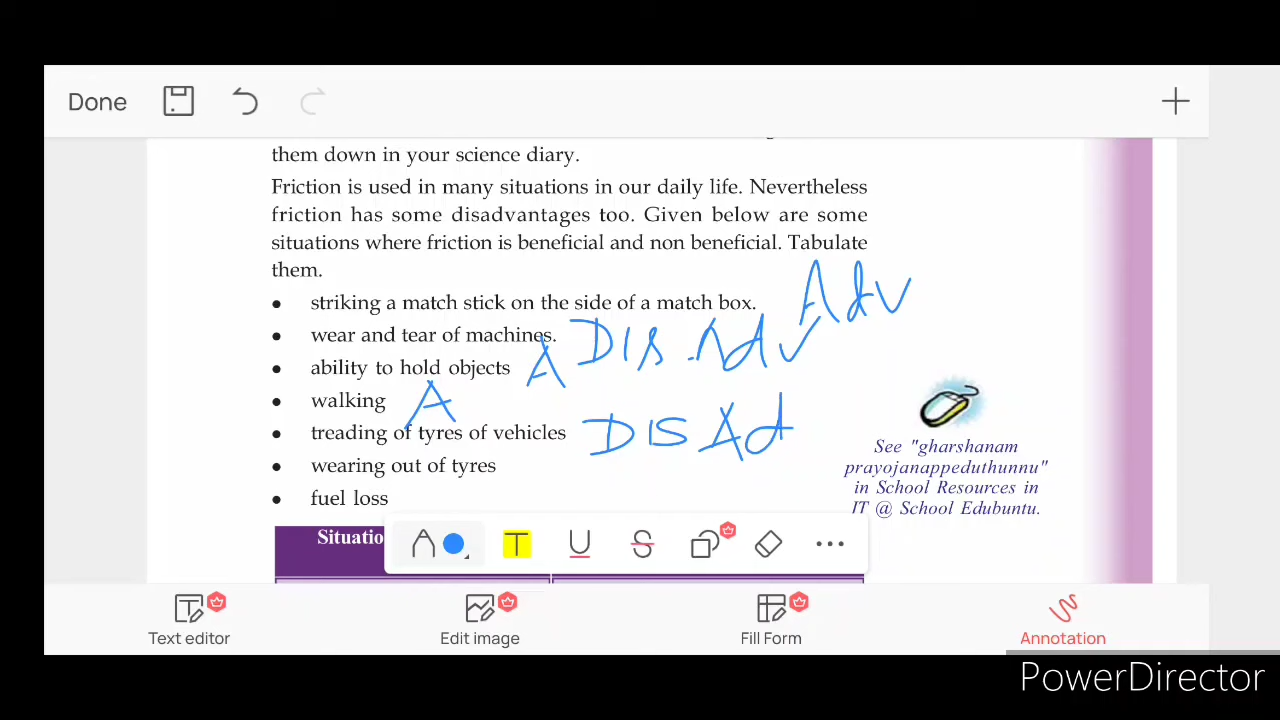 Done
them down in your science diary.
Friction is used in many situations in our daily life. Nevertheless
friction has some disadvantages too. Given below are some
situations where friction is beneficial and non beneficial. Tabulate
them.
• striking a match stick on the side of a match box. Adv
• wear and tear of machines. DIS Adv
• ability to hold objects A
• walking A
• treading of tyres of vehicles DIS Ad
• wearing out of tyres
• fuel loss
See "gharshanam
prayojanappeduthunnu"
in School Resources in
IT @ School Edubuntu.
Situatio
T U S
Text editor
Edit image
Fill Form
Annotation
PowerDirector